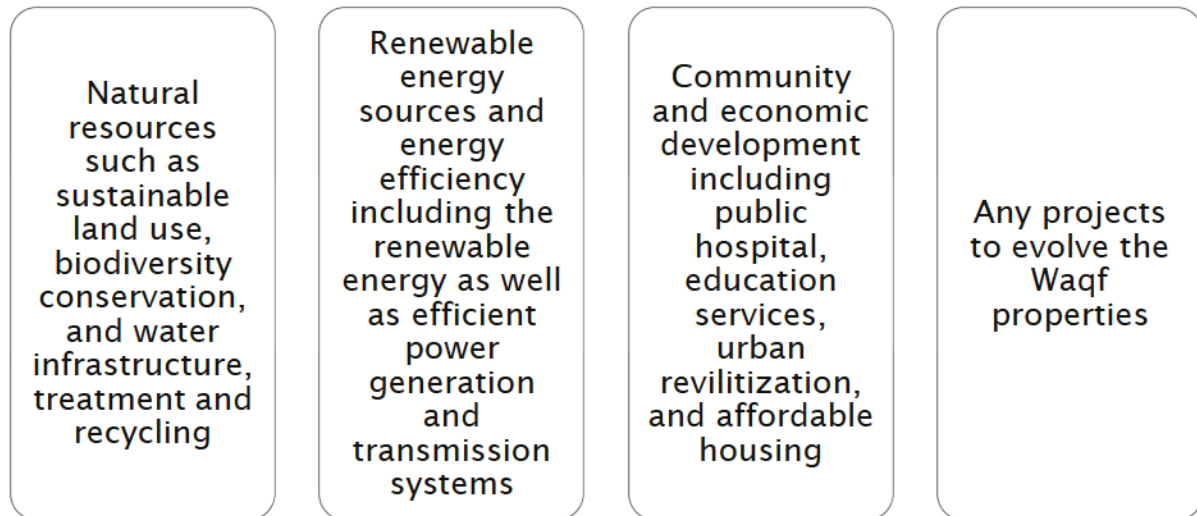 Natural
resources
such as
sustainable
land use,
biodiversity
conservation,
and water
infrastructure,
treatment and
recycling
Renewable
energy
sources and
energy
efficiency
including the
renewable
energy as well
as efficient
power
generation
and
transmission
systems
Community
and economic
development
including
public
hospital,
education
services,
urban
revilitization,
and affordable
housing
Any projects
to evolve the
Waqf
properties